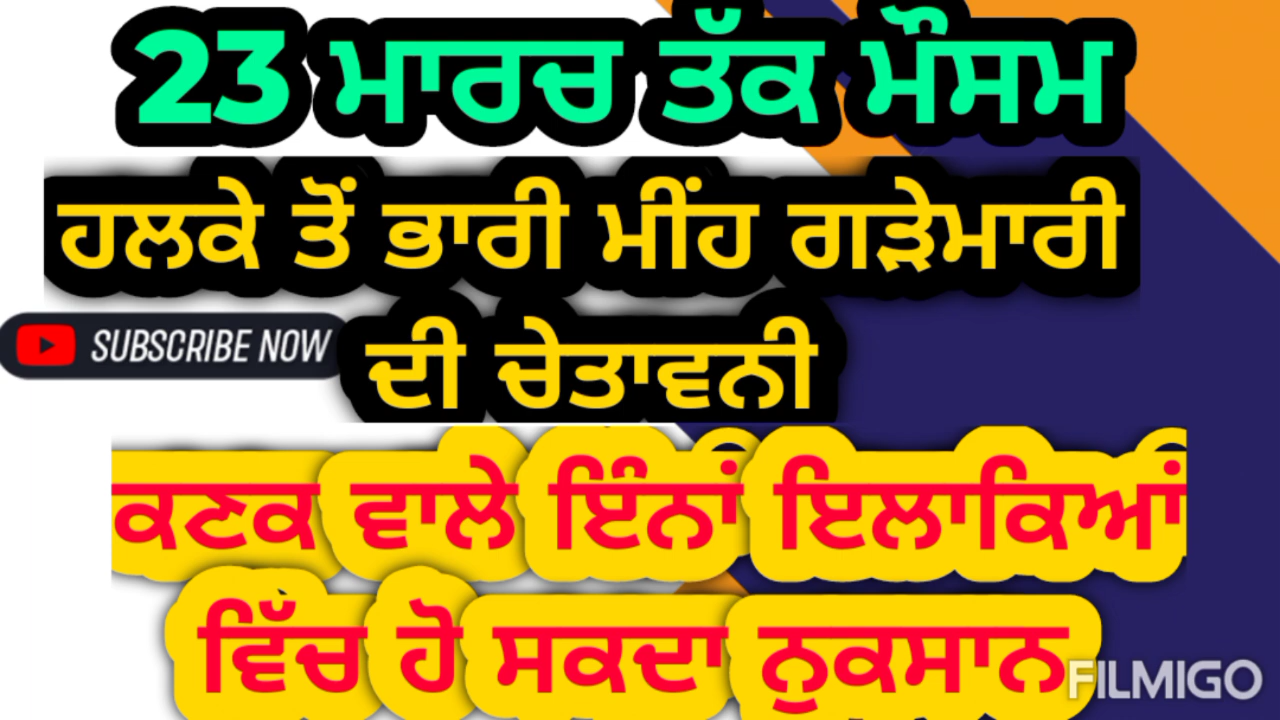 23 ਮਾਰਚ ਤੱਕ ਮੌਸਮ
ਹਲਕੇ ਤੋਂ ਭਾਰੀ ਮੀਂਹ ਗੜੇਮਾਰੀ
SUBSCRIBE NOW
ਦੀ ਚੇਤਾਵਨੀ
ਕਣਕ ਵਾਲੇ ਇੰਨਾਂ ਇਲਾਕਿਆਂ
ਵਿੱਚ ਹੋ ਸਕਦਾ ਨੁਕਸਾਨ
FILMIGO